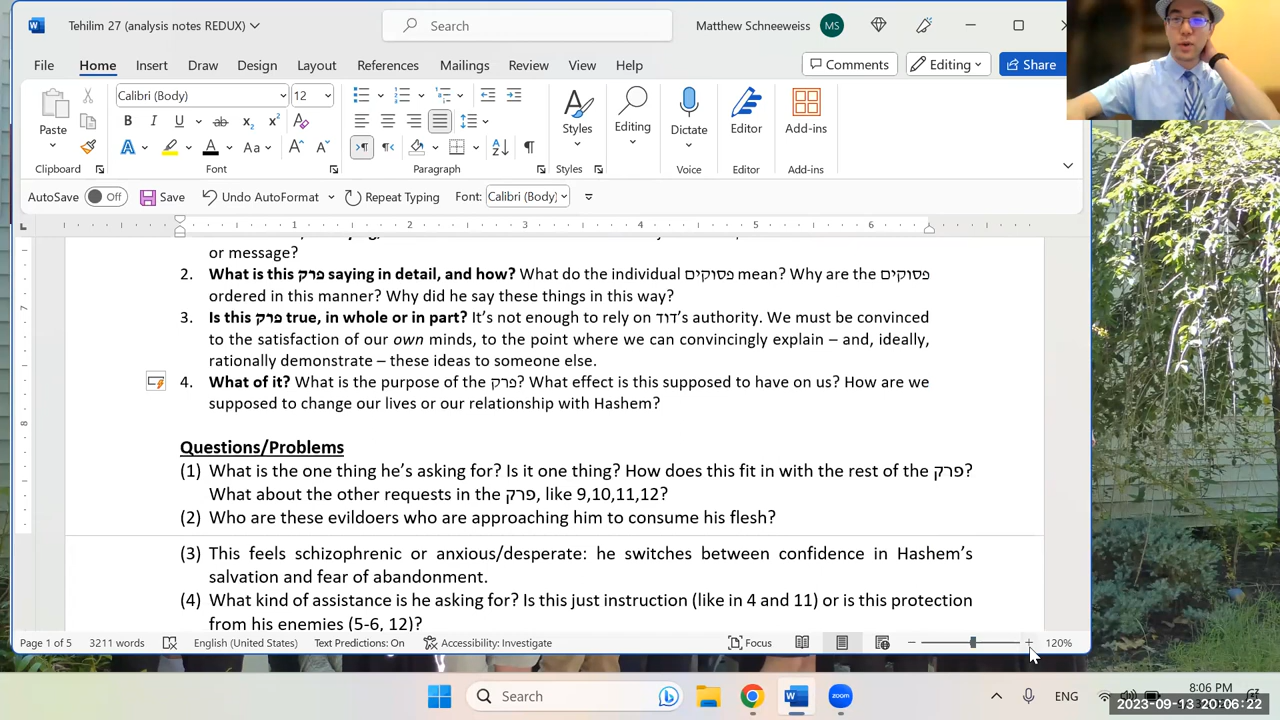 Tehilim 27 (analysis notes REDUX)
Search
Matthew Schneeweiss
MS
File Home Insert Draw Design Layout References Mailings Review View Help
Comments
Editing
Share
Paste
Calibri (Body)
12
Styles
Editing
Dictate
Editor
Add-ins
Clipboard
Font
Paragraph
Styles
Voice
Editor
Add-ins
AutoSave Off Save Undo AutoFormat Repeat Typing Font: Calibri (Body)
1 2 3 4 5 6
or message?
2. What is this פרק saying in detail, and how? What do the individual פסוקים mean? Why are the פסוקים
ordered in this manner? Why did he say these things in this way?
3. Is this פרק true, in whole or in part? It's not enough to rely on דוד's authority. We must be convinced
to the satisfaction of our own minds, to the point where we can convincingly explain – and, ideally,
rationally demonstrate – these ideas to someone else.
4. What of it? What is the purpose of the פרק? What effect is this supposed to have on us? How are we
supposed to change our lives or our relationship with Hashem?
Questions/Problems
(1) What is the one thing he's asking for? Is it one thing? How does this fit in with the rest of the פרק?
What about the other requests in the פרק, like 9,10,11,12?
(2) Who are these evildoers who are approaching him to consume his flesh?
(3) This feels schizophrenic or anxious/desperate: he switches between confidence in Hashem's
salvation and fear of abandonment.
(4) What kind of assistance is he asking for? Is this just instruction (like in 4 and 11) or is this protection
from his enemies (5-6, 12)?
Page 1 of 5 3211 words English (United States) Text Predictions: On Accessibility: Investigate Focus 120%
Search
ENG
8:06 PM
2023-09-13 20:06:22